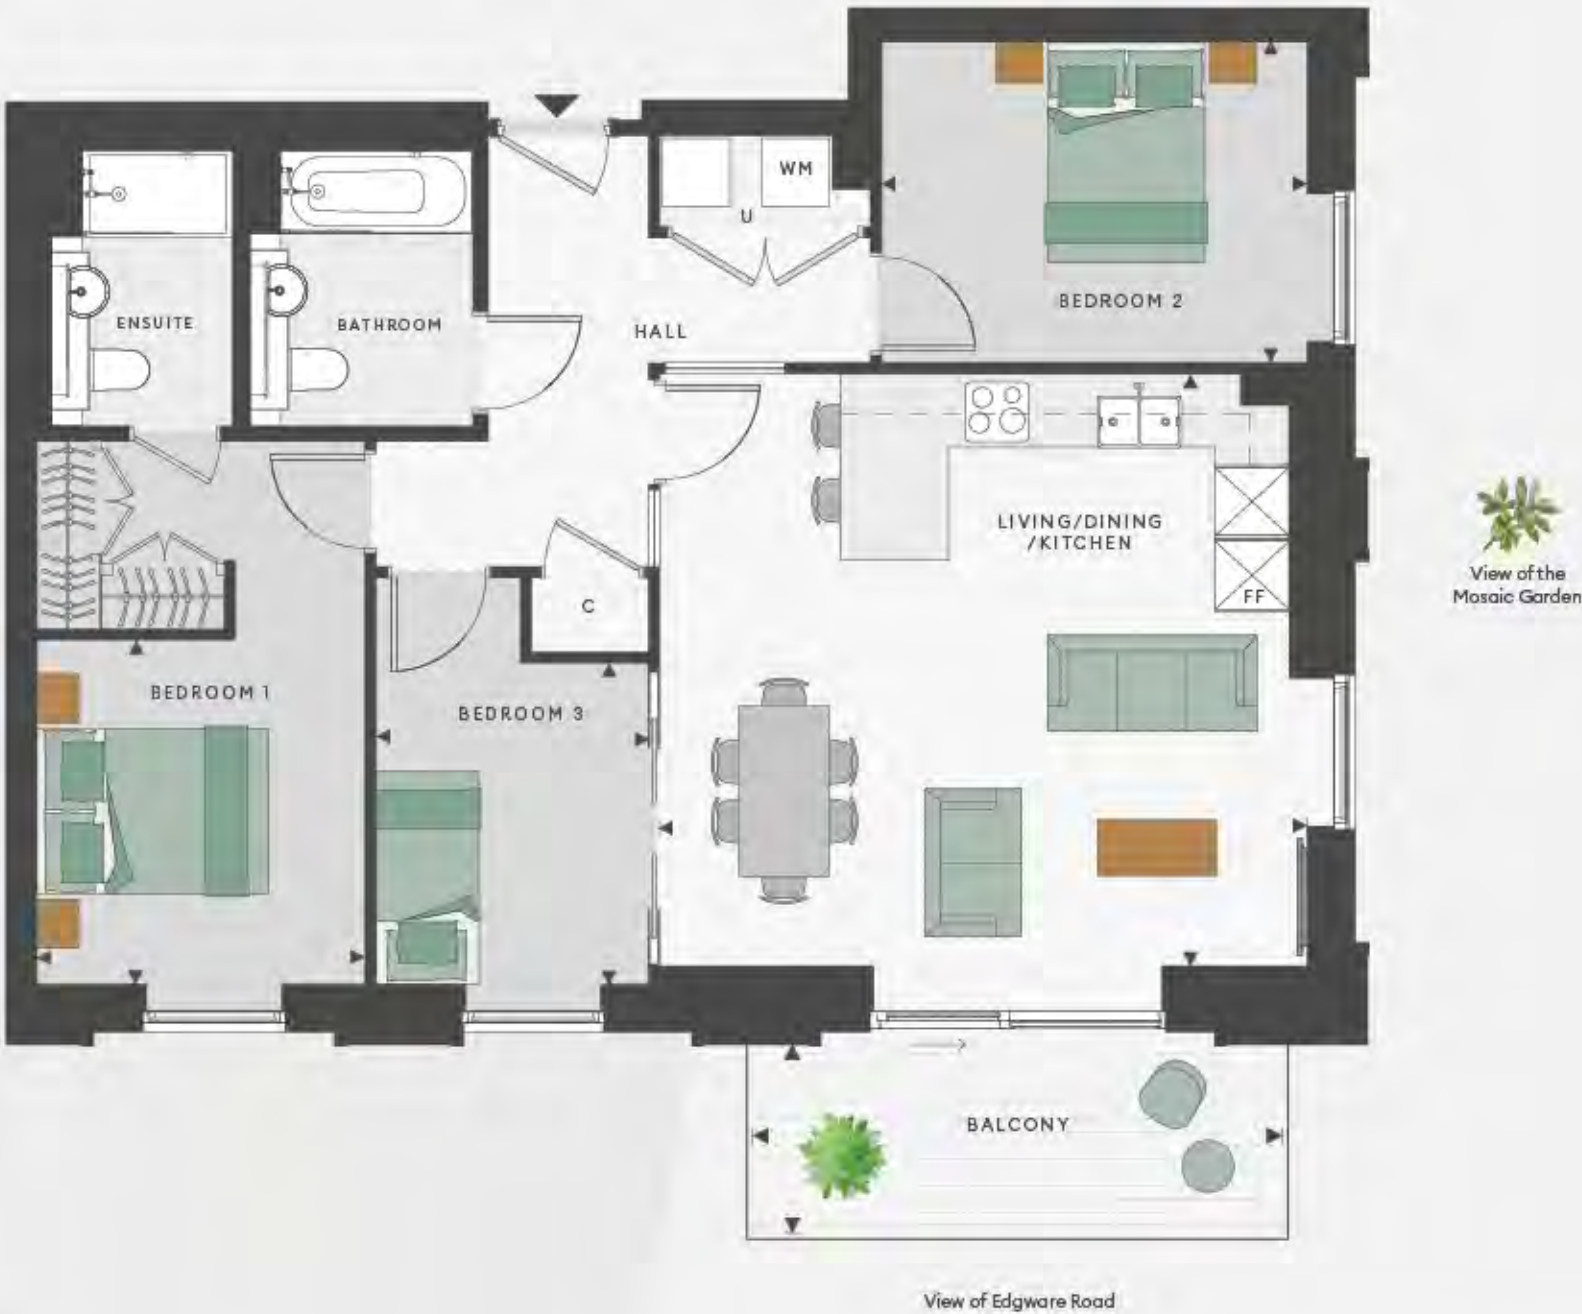 WM
U
ENSUITE
BATHROOM
HALL
BEDROOM 2
LIVING/DINING
/KITCHEN
FF
View of the
Mosaic Garden
C
BEDROOM 1
BEDROOM 3
BALCONY
View of Edgware Road